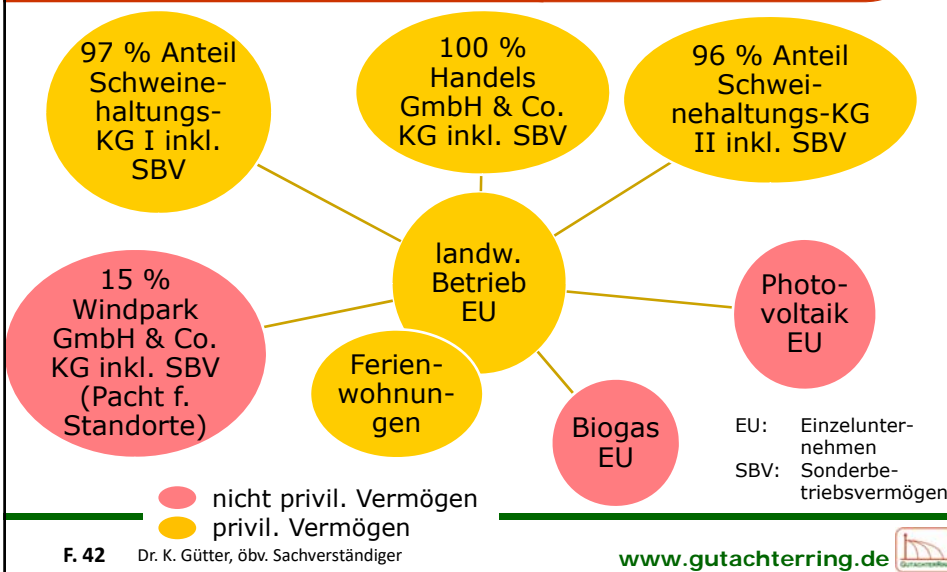 97 % Anteil
Schweine-
haltungs-
KG I inkl.
SBV
100 %
Handels
GmbH & Co.
KG inkl. SBV
96 % Anteil
Schwei-
nehaltungs-KG
II inkl. SBV
landw.
Betrieb
EU
15 %
Windpark
GmbH & Co.
KG inkl. SBV
(Pacht f.
Standorte)
Ferien-
wohnun-
gen
Biogas
EU
Photo-
voltaik
EU
EU: Einzelunter-
nehmen
SBV: Sonderbe-
triebsvermögen
nicht privil. Vermögen
privil. Vermögen
F. 42 Dr. K. Gütter, öbv. Sachverständiger
www.gutachterring.de
GUTACHTERRING